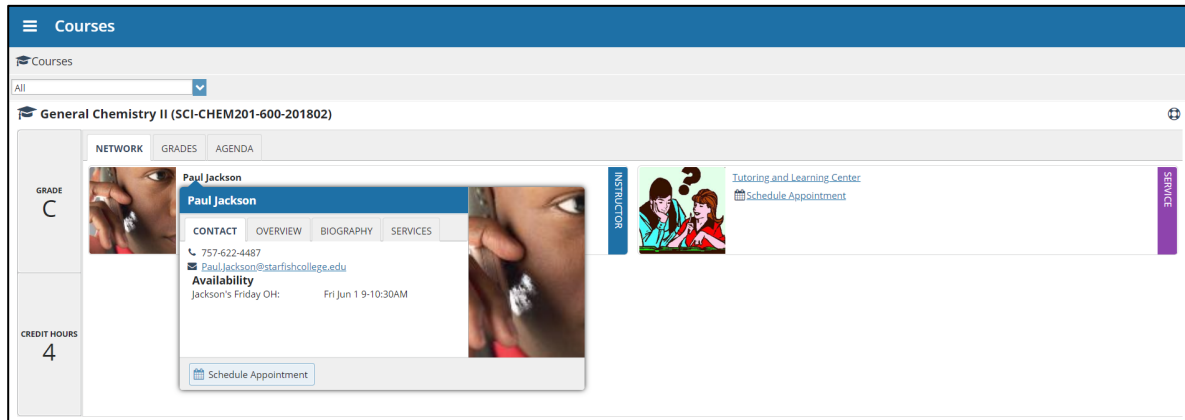 Courses
Courses
All
General Chemistry II (SCI-CHEM201-600-201802)
GRADE
C
CREDIT HOURS
4
NETWORK GRADES AGENDA
Paul Jackson
INSTRUCTOR
Paul Jackson
CONTACT OVERVIEW BIOGRAPHY SERVICES
757-622-4487
Paul.Jackson@starfishcollege.edu
Availability
Jackson's Friday OH: Fri Jun 1 9-10:30AM
Schedule Appointment
Tutoring and Learning Center
Schedule Appointment
SERVICE